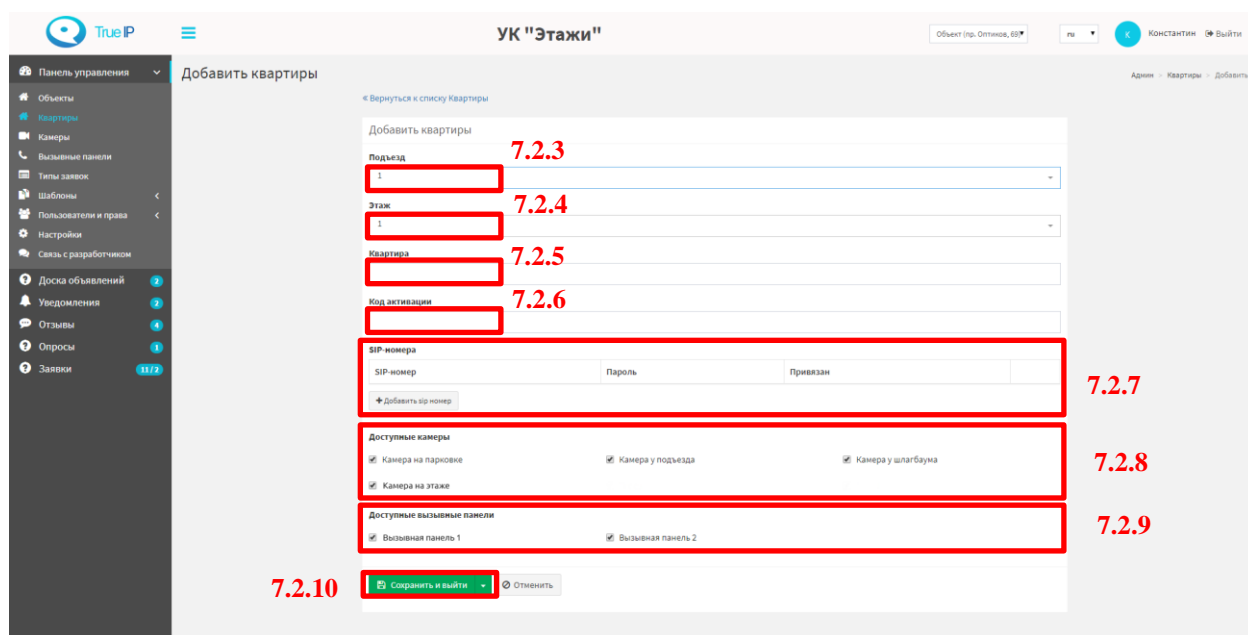 True IP
УК "Этажи"
Объект (пр. Оптиков, 69)
ru
К
Константин
Выйти
Панель управления
Объекты
Квартиры
Камеры
Вызывные панели
Типы заявок
Шаблоны
Пользователи и права
Настройки
Связь с разработчиком
Доска объявлений 2
Уведомления 2
Отзывы 4
Опросы 1
Заявки 11 / 2
Добавить квартиры
Админ > Квартиры > Добавить
« Вернуться к списку Квартиры
Добавить квартиры
Подъезд
7.2.3
1
Этаж
7.2.4
1
Квартира
7.2.5
Код активации
7.2.6
SIP-номера
SIP-номер Пароль Привязан
+ Добавить sip номер
7.2.7
Доступные камеры
Камера на парковке Камера у подъезда Камера у шлагбаума
Камера на этаже
7.2.8
Доступные вызывные панели
Вызывная панель 1 Вызывная панель 2
7.2.9
7.2.10
Сохранить и выйти
Отменить